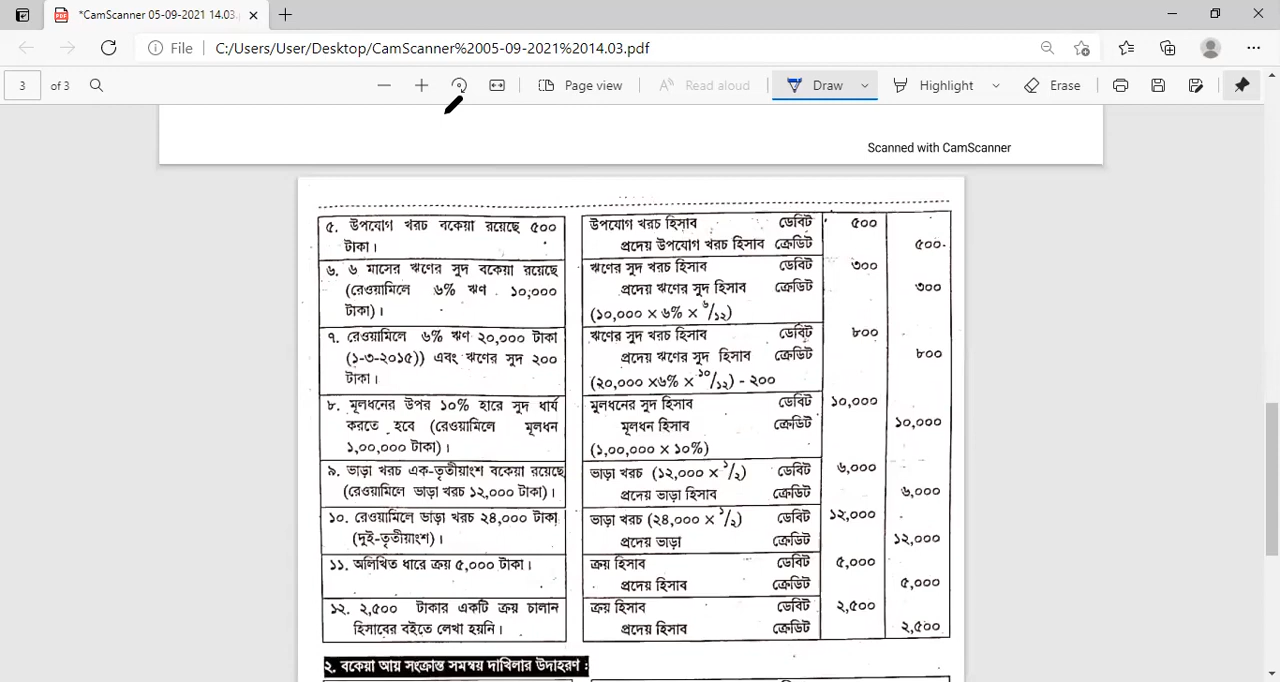 *CamScanner 05-09-2021 14.03.
File C:/Users/User/Desktop/CamScanner%2005-09-2021%2014.03.pdf
3 of 3 Page view Read aloud Draw Highlight Erase
Scanned with CamScanner
৫. উপযোগ খরচ বকেয়া রয়েছে ৫০০ উপযোগ খরচ হিসাব ডেবিট ৫০০
টাকা। প্রদেয় উপযোগ খরচ হিসাব ক্রেডিট ৫০০
৬. ৬ মাসের ঋণের সুদ বকেয়া রয়েছে ঋণের সুদ খরচ হিসাব ডেবিট ৩০০
(রেওয়ামিলে ৬% ঋণ ১০,০০০ প্রদেয় ঋণের সুদ হিসাব ক্রেডিট ৩০০
টাকা)। (১০,০০০ × ৬% × ৬/১২)
৭. রেওয়ামিলে ৬% ঋণ ২০,০০০ টাকা ঋণের সুদ খরচ হিসাব ডেবিট ৮০০
(১-৩-২০১৫)) এবং ঋণের সুদ ২০০ প্রদেয় ঋণের সুদ হিসাব ক্রেডিট ৮০০
টাকা। (২০,০০০ ×৬% × ১০/১২) - ২০০
৮. মূলধনের উপর ১০% হারে সুদ ধার্য মূলধনের সুদ হিসাব ডেবিট ১০,০০০
করতে হবে (রেওয়ামিলে মূলধন মূলধন হিসাব ক্রেডিট ১০,০০০
১,০০,০০০ টাকা)। (১,০০,০০০ × ১০%)
৯. ভাড়া খরচ এক-তৃতীয়াংশ বকেয়া রয়েছে ভাড়া খরচ (১২,০০০ × ১/২) ডেবিট ৬,০০০
(রেওয়ামিলে ভাড়া খরচ ১২,০০০ টাকা)। প্রদেয় ভাড়া হিসাব ক্রেডিট ৬,০০০
১০. রেওয়ামিলে ভাড়া খরচ ২৪,০০০ টাকা ভাড়া খরচ (২৪,০০০ × ১/২) ডেবিট ১২,০০০
(দুই-তৃতীয়াংশ)। প্রদেয় ভাড়া ক্রেডিট ১২,০০০
১১. অলিখিত ধারে ক্রয় ৫,০০০ টাকা। ক্রয় হিসাব ডেবিট ৫,০০০
প্রদেয় হিসাব ক্রেডিট ৫,০০০
১২. ২,৫০০ টাকার একটি ক্রয় চালান ক্রয় হিসাব ডেবিট ২,৫০০
হিসাবের বইতে লেখা হয়নি। প্রদেয় হিসাব ক্রেডিট ২,৫০০
২. বকেয়া আয় সংক্রান্ত সমন্বয় দাখিলার উদাহরণ :